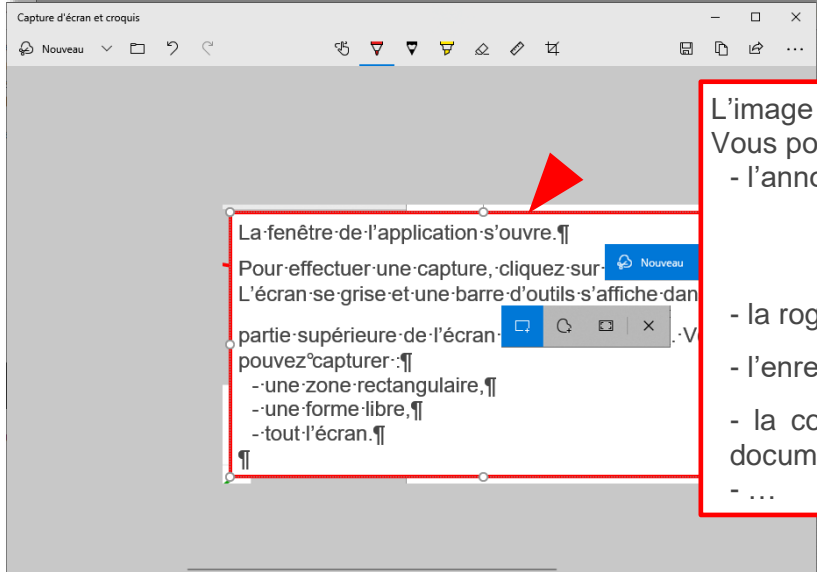 Capture d'écran et croquis
Nouveau
L'image
Vous po
- l'anno
La·fenêtre·de·l'application·s'ouvre.¶
Pour·effectuer·une·capture,·cliquez·sur· Nouveau
L'écran·se·grise·et·une·barre·d'outils·s'affiche·dan
partie·supérieure·de·l'écran· .·V
pouvez°capturer·:¶
-·une·zone·rectangulaire,¶
-·une·forme·libre,¶
-·tout·l'écran.¶
¶
- la rog
- l'enre
- la co
docum
- …